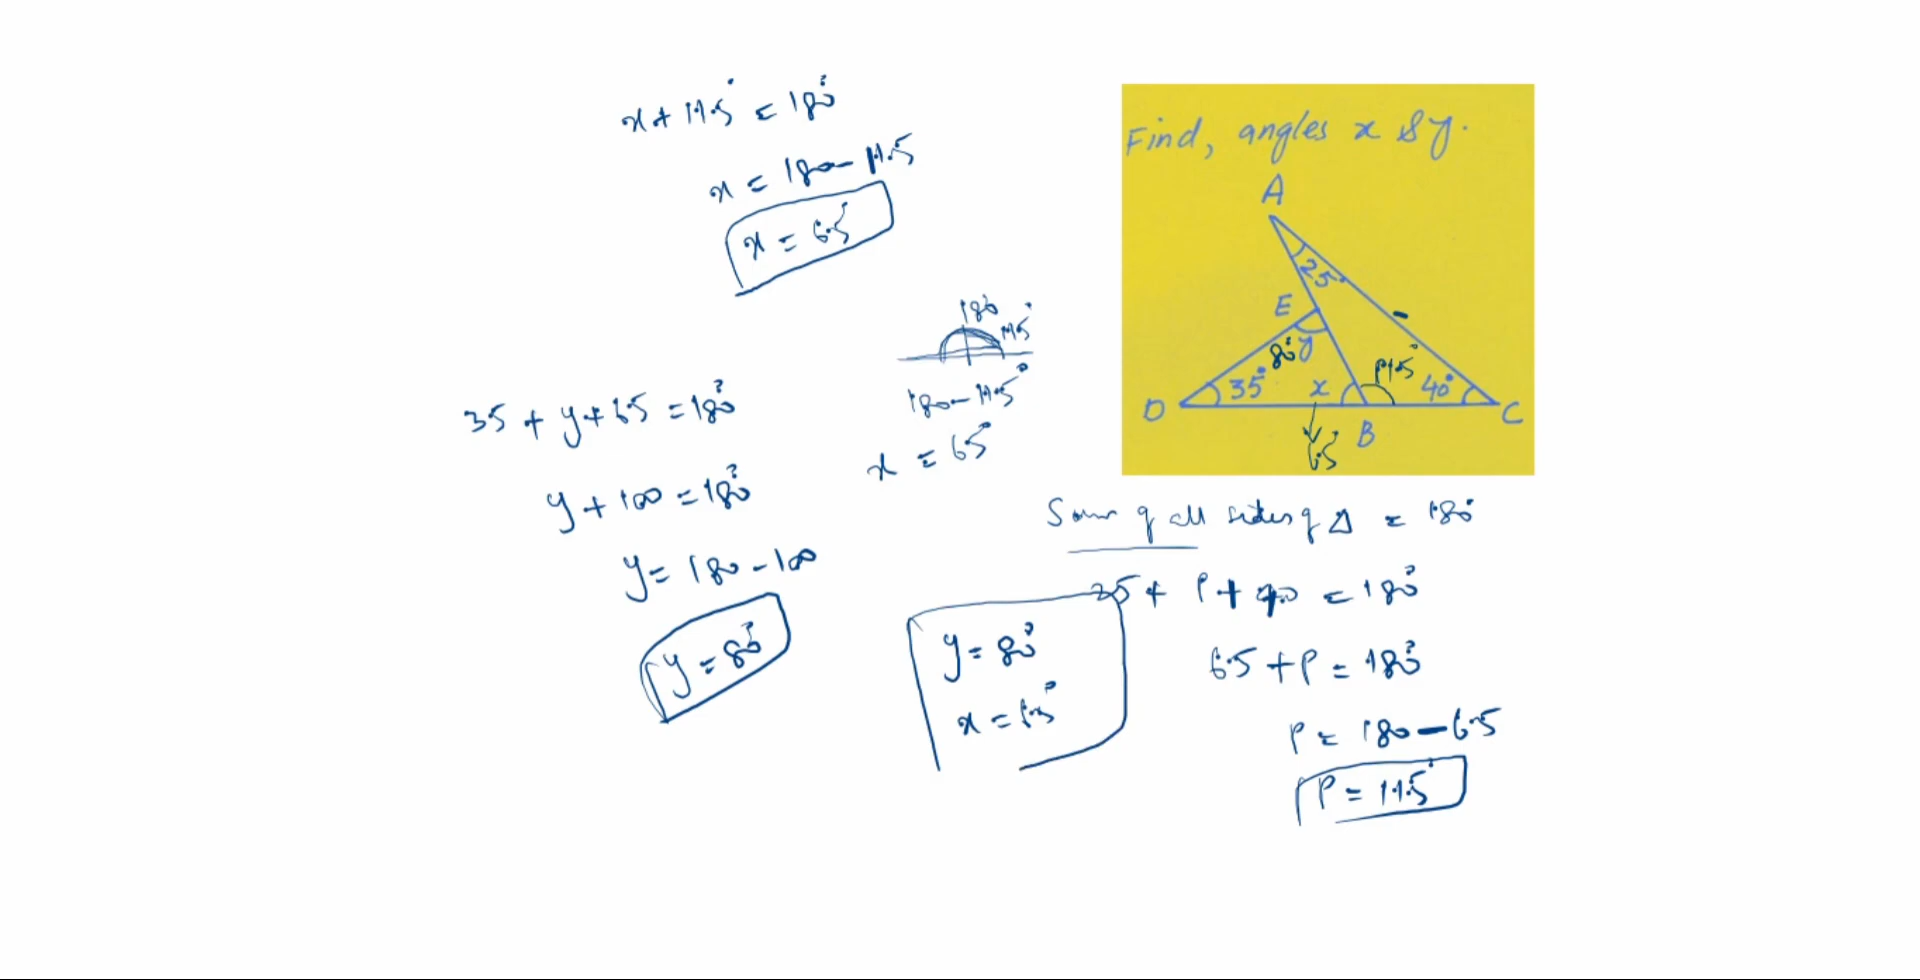 Find, angles x & y.
A
25°
E
80° y
P 115°
35° x
40°
D
B
C
65°
Sum of all sides of Δ = 180°
25 + P + 40 = 180°
65 + P = 180°
P = 180 - 65
P = 115°
x + 115° = 180°
x = 180 - 115
x = 65°
180
115°
180 - 115°
x = 65°
35 + y + 65 = 180°
y + 100 = 180°
y = 180 - 100
y = 80°
y = 80°
x = 65°